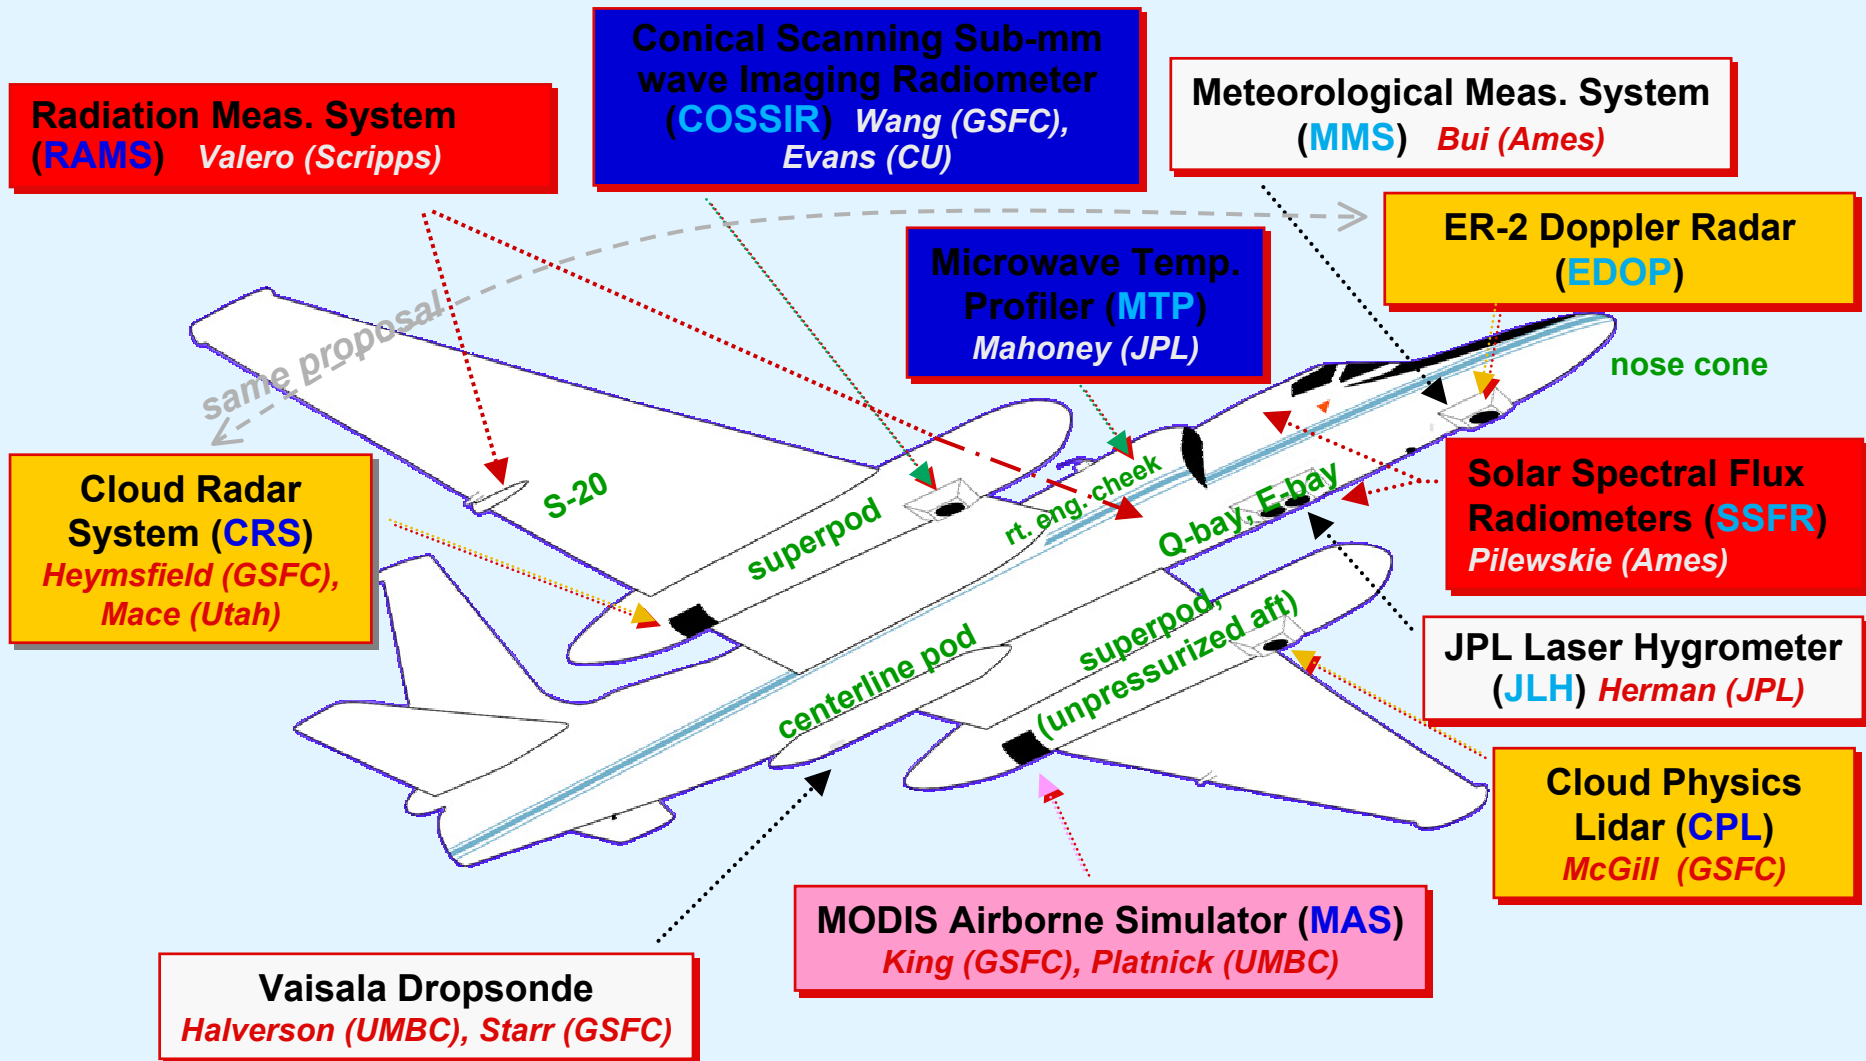 Conical Scanning Sub-mm
wave Imaging Radiometer
(COSSIR) Wang (GSFC),
Evans (CU)
Radiation Meas. System
(RAMS) Valero (Scripps)
Meteorological Meas. System
(MMS) Bui (Ames)
ER-2 Doppler Radar
(EDOP)
Microwave Temp.
Profiler (MTP)
Mahoney (JPL)
same proposal
nose cone
Cloud Radar
System (CRS)
Heymsfield (GSFC),
Mace (Utah)
S-20
superpod
rt. eng. cheek
Q-bay, E-bay
Solar Spectral Flux
Radiometers (SSFR)
Pilewskie (Ames)
centerline pod
superpod,
(unpressurized aft)
JPL Laser Hygrometer
(JLH) Herman (JPL)
Cloud Physics
Lidar (CPL)
McGill (GSFC)
MODIS Airborne Simulator (MAS)
King (GSFC), Platnick (UMBC)
Vaisala Dropsonde
Halverson (UMBC), Starr (GSFC)